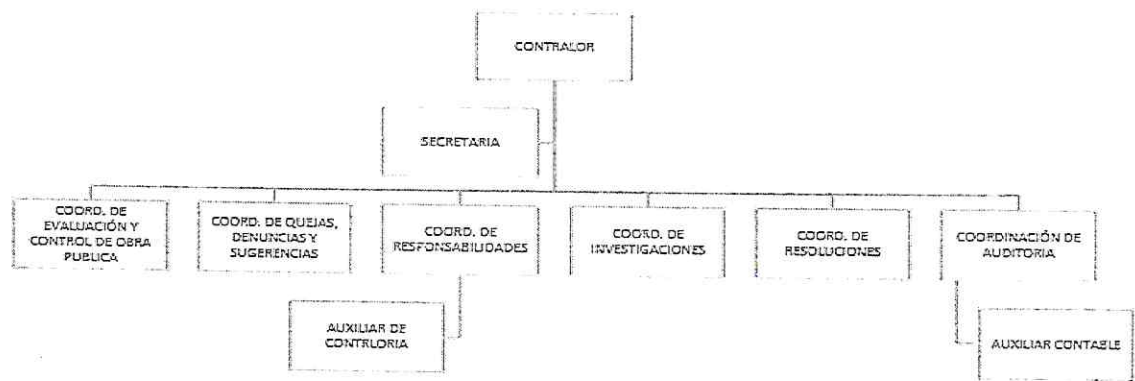 CONTRALOR
SECRETARIA
COORD. DE
EVALUACIÓN Y
CONTROL DE OBRA
PUBLICA
COORD. DE QUEJAS,
DENUNCIAS Y
SUGERENCIAS
COORD. DE
RESPONSABILIDADES
COORD. DE
INVESTIGACIONES
COORD. DE
RESOLUCIONES
COORDINACIÓN DE
AUDITORIA
AUXILIAR DE
CONTRLORIA
AUXILIAR CONTABLE